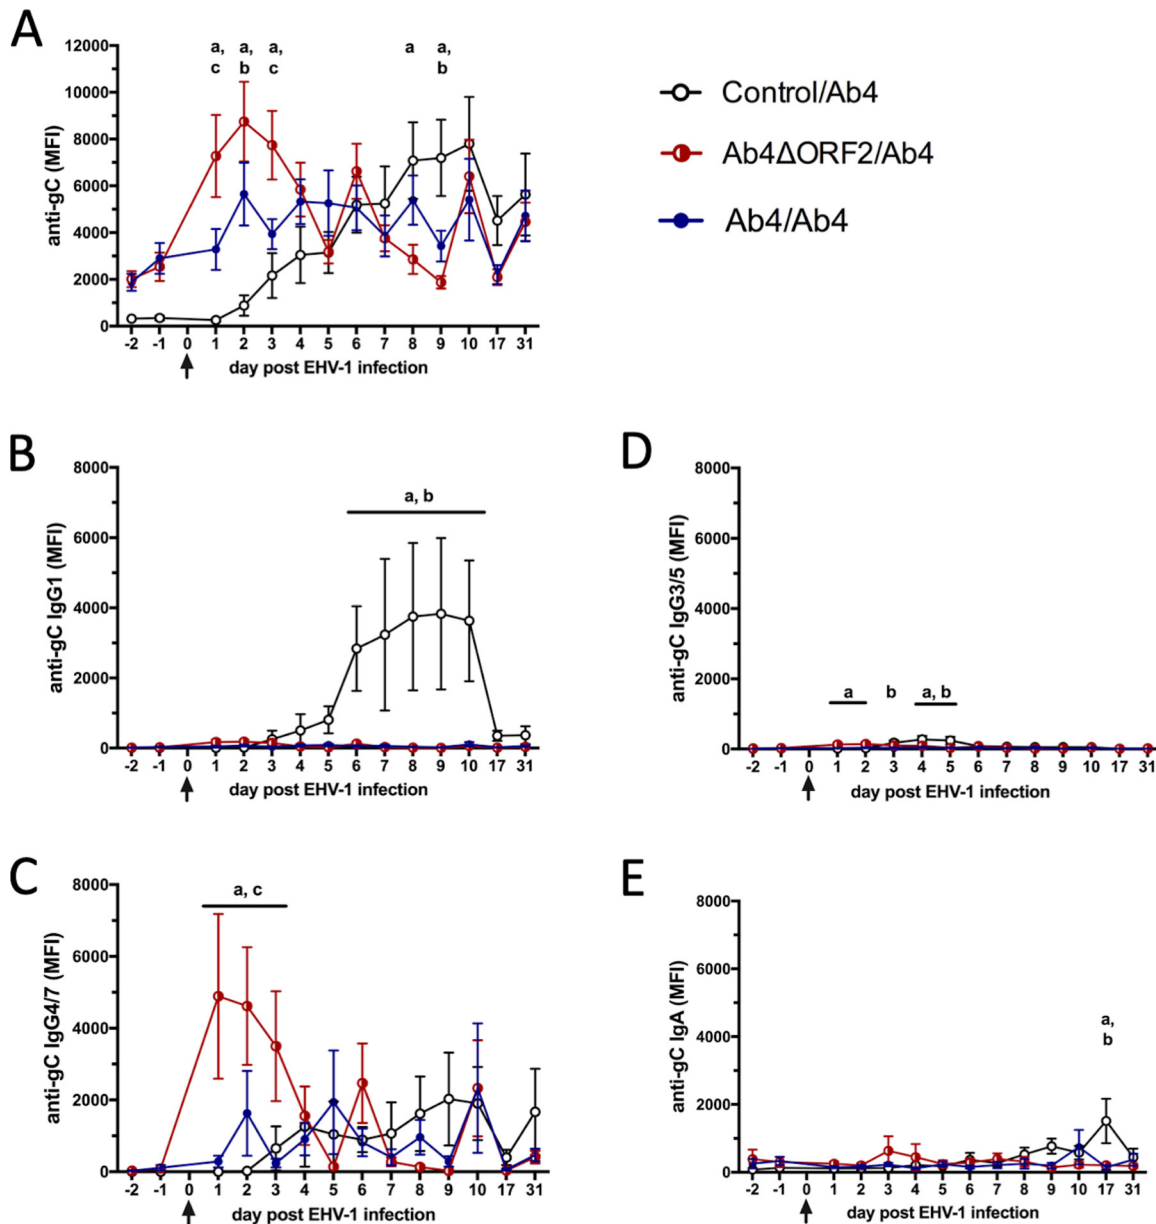 A
12000
10000
8000
6000
4000
2000
0
anti-gC (MFI)
a, a, a, a a,
c b c b
-2 -1 0 1 2 3 4 5 6 7 8 9 10 17 31
day post EHV-1 infection
Control/Ab4
Ab4ΔORF2/Ab4
Ab4/Ab4
B
8000
6000
4000
2000
0
anti-gC IgG1 (MFI)
a, b
-2 -1 0 1 2 3 4 5 6 7 8 9 10 17 31
day post EHV-1 infection
D
8000
6000
4000
2000
0
anti-gC IgG3/5 (MFI)
a b a, b
-2 -1 0 1 2 3 4 5 6 7 8 9 10 17 31
day post EHV-1 infection
C
8000
6000
4000
2000
0
anti-gC IgG4/7 (MFI)
a, c
-2 -1 0 1 2 3 4 5 6 7 8 9 10 17 31
day post EHV-1 infection
E
8000
6000
4000
2000
0
anti-gC IgA (MFI)
a,
b
-2 -1 0 1 2 3 4 5 6 7 8 9 10 17 31
day post EHV-1 infection